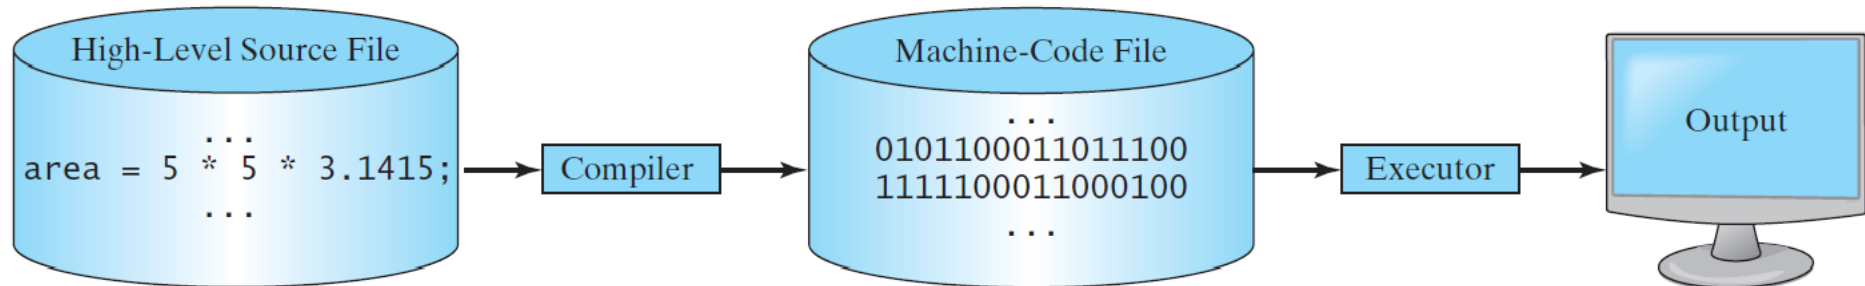 High-Level Source File
...
area = 5 * 5 * 3.1415;
...
Compiler
Machine-Code File
...
0101100011011100
1111100011000100
...
Executor
Output